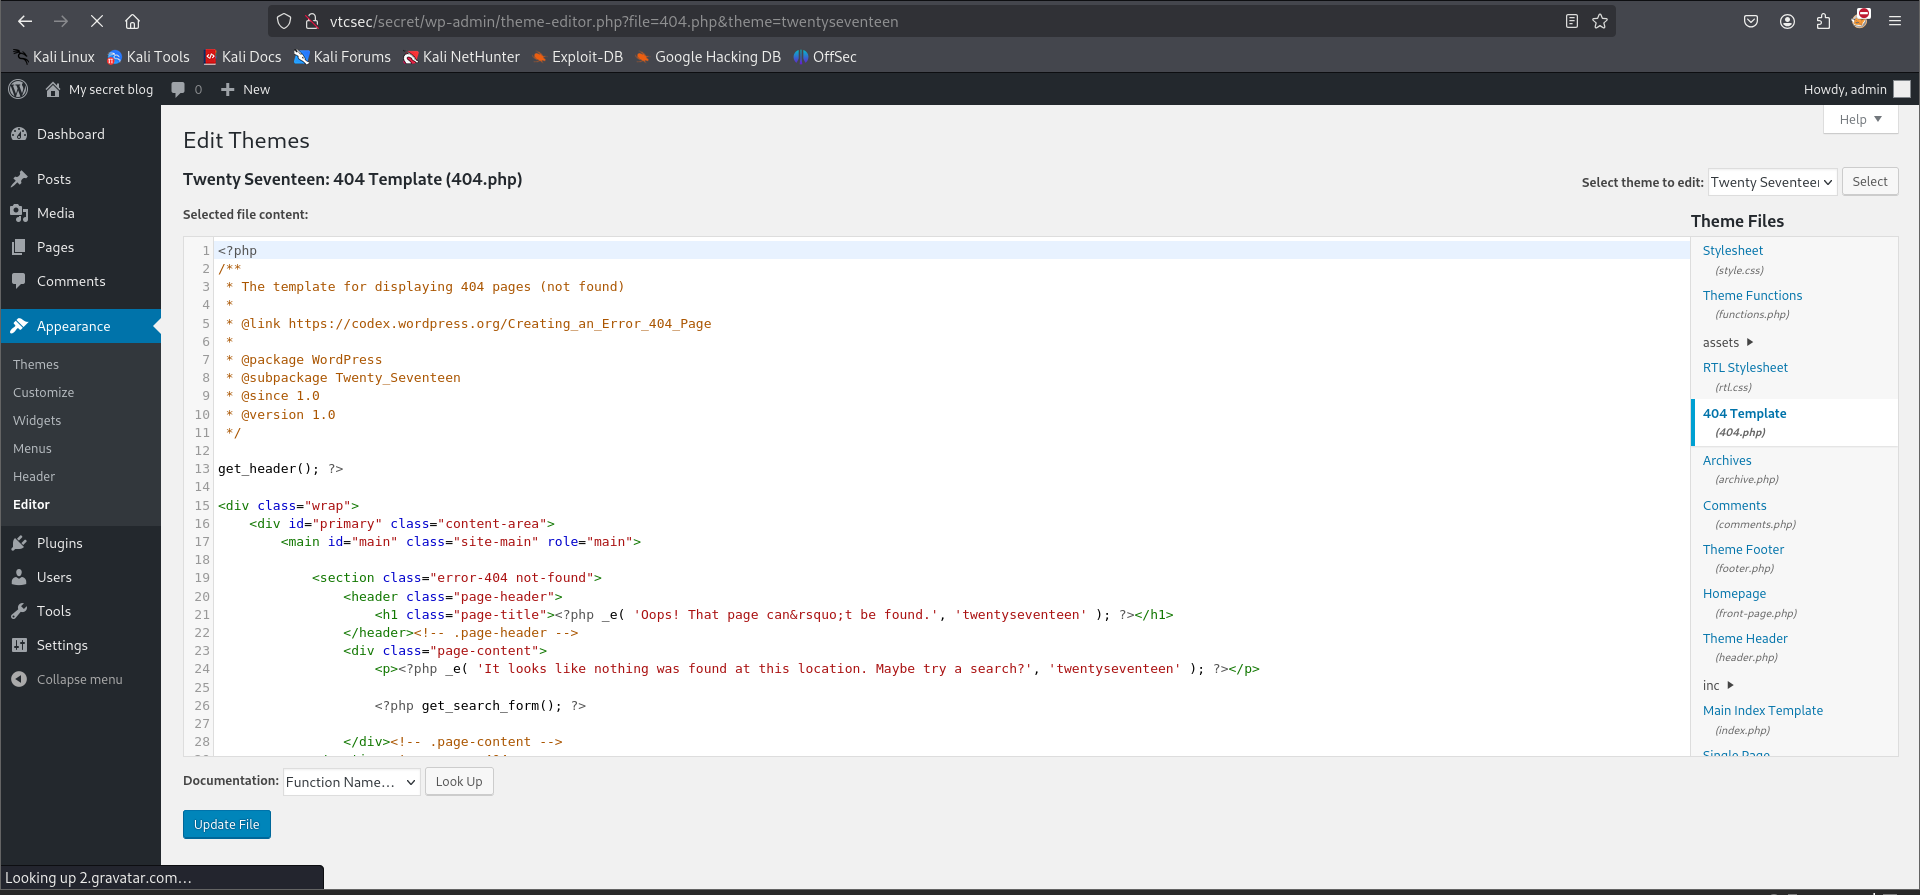 vtcsec/secret/wp-admin/theme-editor.php?file=404.php&theme=twentyseventeen
Kali Linux Kali Tools Kali Docs Kali Forums Kali NetHunter Exploit-DB Google Hacking DB OffSec
My secret blog 0 New Howdy, admin
Help
Dashboard
Posts
Media
Pages
Comments
Appearance
Themes
Customize
Widgets
Menus
Header
Editor
Plugins
Users
Tools
Settings
Collapse menu
Edit Themes
Twenty Seventeen: 404 Template (404.php)
Select theme to edit: Twenty Seventeen Select
Selected file content:
1 <?php
2 /**
3  * The template for displaying 404 pages (not found)
4  *
5  * @link https://codex.wordpress.org/Creating_an_Error_404_Page
6  *
7  * @package WordPress
8  * @subpackage Twenty_Seventeen
9  * @since 1.0
10  * @version 1.0
11  */
12
13 get_header(); ?>
14
15 <div class="wrap">
16     <div id="primary" class="content-area">
17         <main id="main" class="site-main" role="main">
18
19             <section class="error-404 not-found">
20                 <header class="page-header">
21                     <h1 class="page-title"><?php _e( 'Oops! That page can&rsquo;t be found.', 'twentyseventeen' ); ?></h1>
22                 </header><!-- .page-header -->
23                 <div class="page-content">
24                     <p><?php _e( 'It looks like nothing was found at this location. Maybe try a search?', 'twentyseventeen' ); ?></p>
25
26                     <?php get_search_form(); ?>
27
28                 </div><!-- .page-content -->
Theme Files
Stylesheet
(style.css)
Theme Functions
(functions.php)
assets
RTL Stylesheet
(rtl.css)
404 Template
(404.php)
Archives
(archive.php)
Comments
(comments.php)
Theme Footer
(footer.php)
Homepage
(front-page.php)
Theme Header
(header.php)
inc
Main Index Template
(index.php)
Single Page
Documentation: Function Name... Look Up
Update File
Looking up 2.gravatar.com…